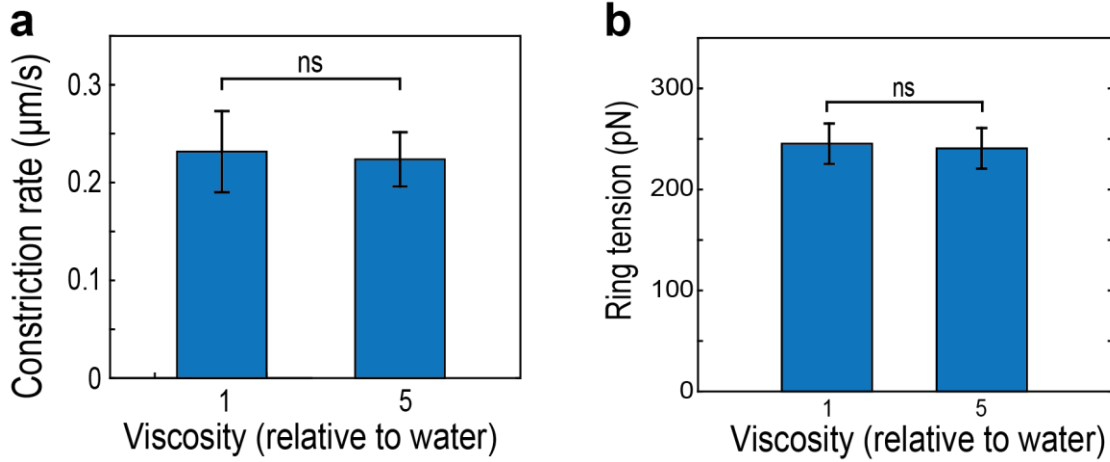 a
Constriction rate (μm/s)
0.3
0.2
0.1
0
ns
1
5
Viscosity (relative to water)
b
Ring tension (pN)
300
200
100
0
ns
1
5
Viscosity (relative to water)